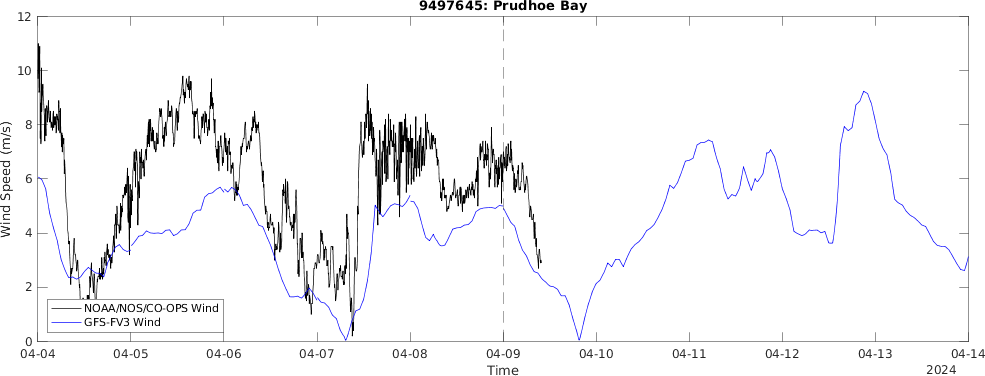 9497645: Prudhoe Bay
Wind Speed (m/s)
12
10
8
6
4
2
0
NOAA/NOS/CO-OPS Wind
GFS-FV3 Wind
04-04 04-05 04-06 04-07 04-08 04-09 04-10 04-11 04-12 04-13 04-14
Time
2024